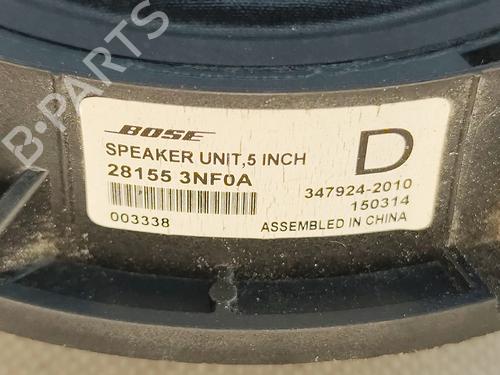 BOSE
SPEAKER UNIT,5 INCH
28155 3NF0A
003338
D
347924-2010
150314
ASSEMBLED IN CHINA
B-PARTS